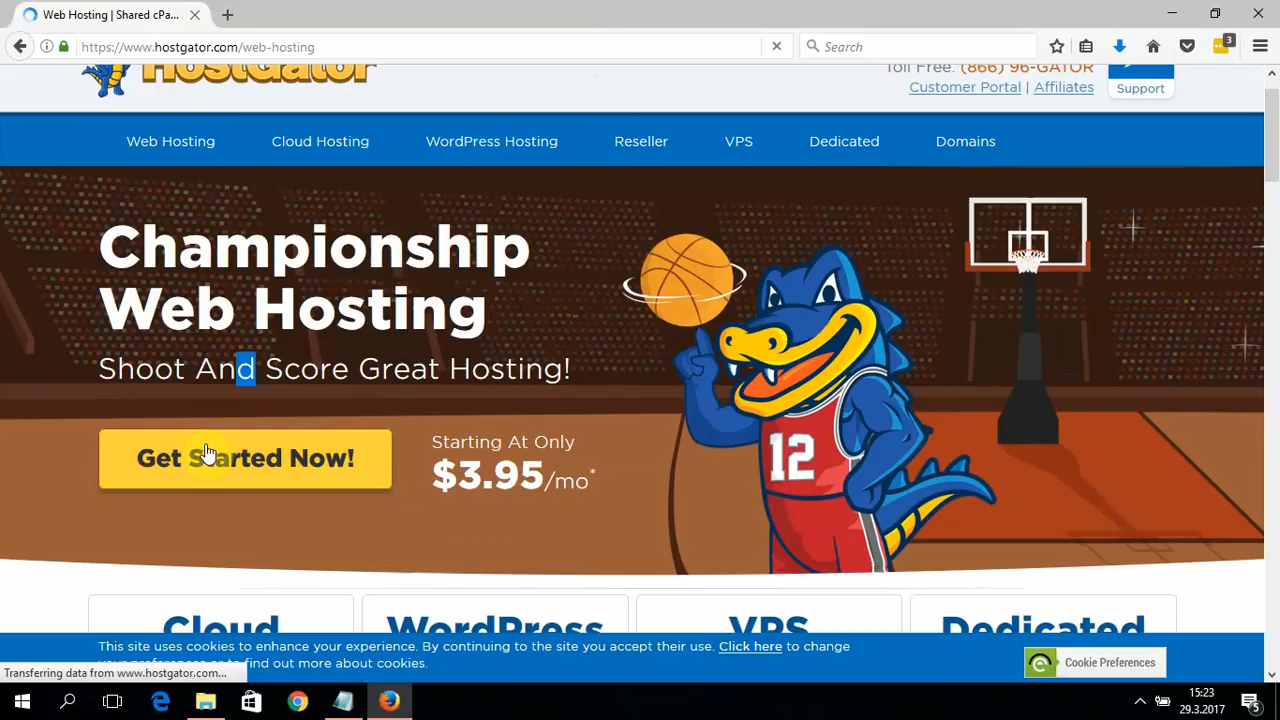 Web Hosting | Shared cPa...
https://www.hostgator.com/web-hosting
Search
3
HostGator
Toll Free. (866) 96-GATOR
Customer Portal | Affiliates
Support
Web Hosting
Cloud Hosting
WordPress Hosting
Reseller
VPS
Dedicated
Domains
Championship
Web Hosting
Shoot And Score Great Hosting!
Get Started Now!
Starting At Only
$3.95/mo*
12
Cloud
WordPress
VPS
Dedicated
This site uses cookies to enhance your experience. By continuing to the site you accept their use. Click here to change
your preferences or to find out more about cookies.
Cookie Preferences
Transferring data from www.hostgator.com...
15:23
29.3.2017
5